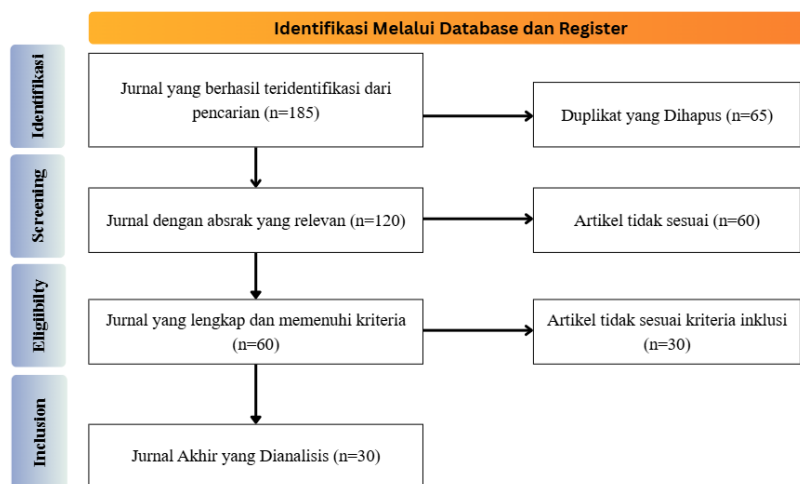 Identifikasi Melalui Database dan Register
Identifikasi
Jurnal yang berhasil teridentifikasi dari
pencarian (n=185)
Duplikat yang Dihapus (n=65)
Screening
Jurnal dengan absrak yang relevan (n=120)
Artikel tidak sesuai (n=60)
Eligiibilty
Jurnal yang lengkap dan memenuhi kriteria
(n=60)
Artikel tidak sesuai kriteria inklusi
(n=30)
Inclusion
Jurnal Akhir yang Dianalisis (n=30)